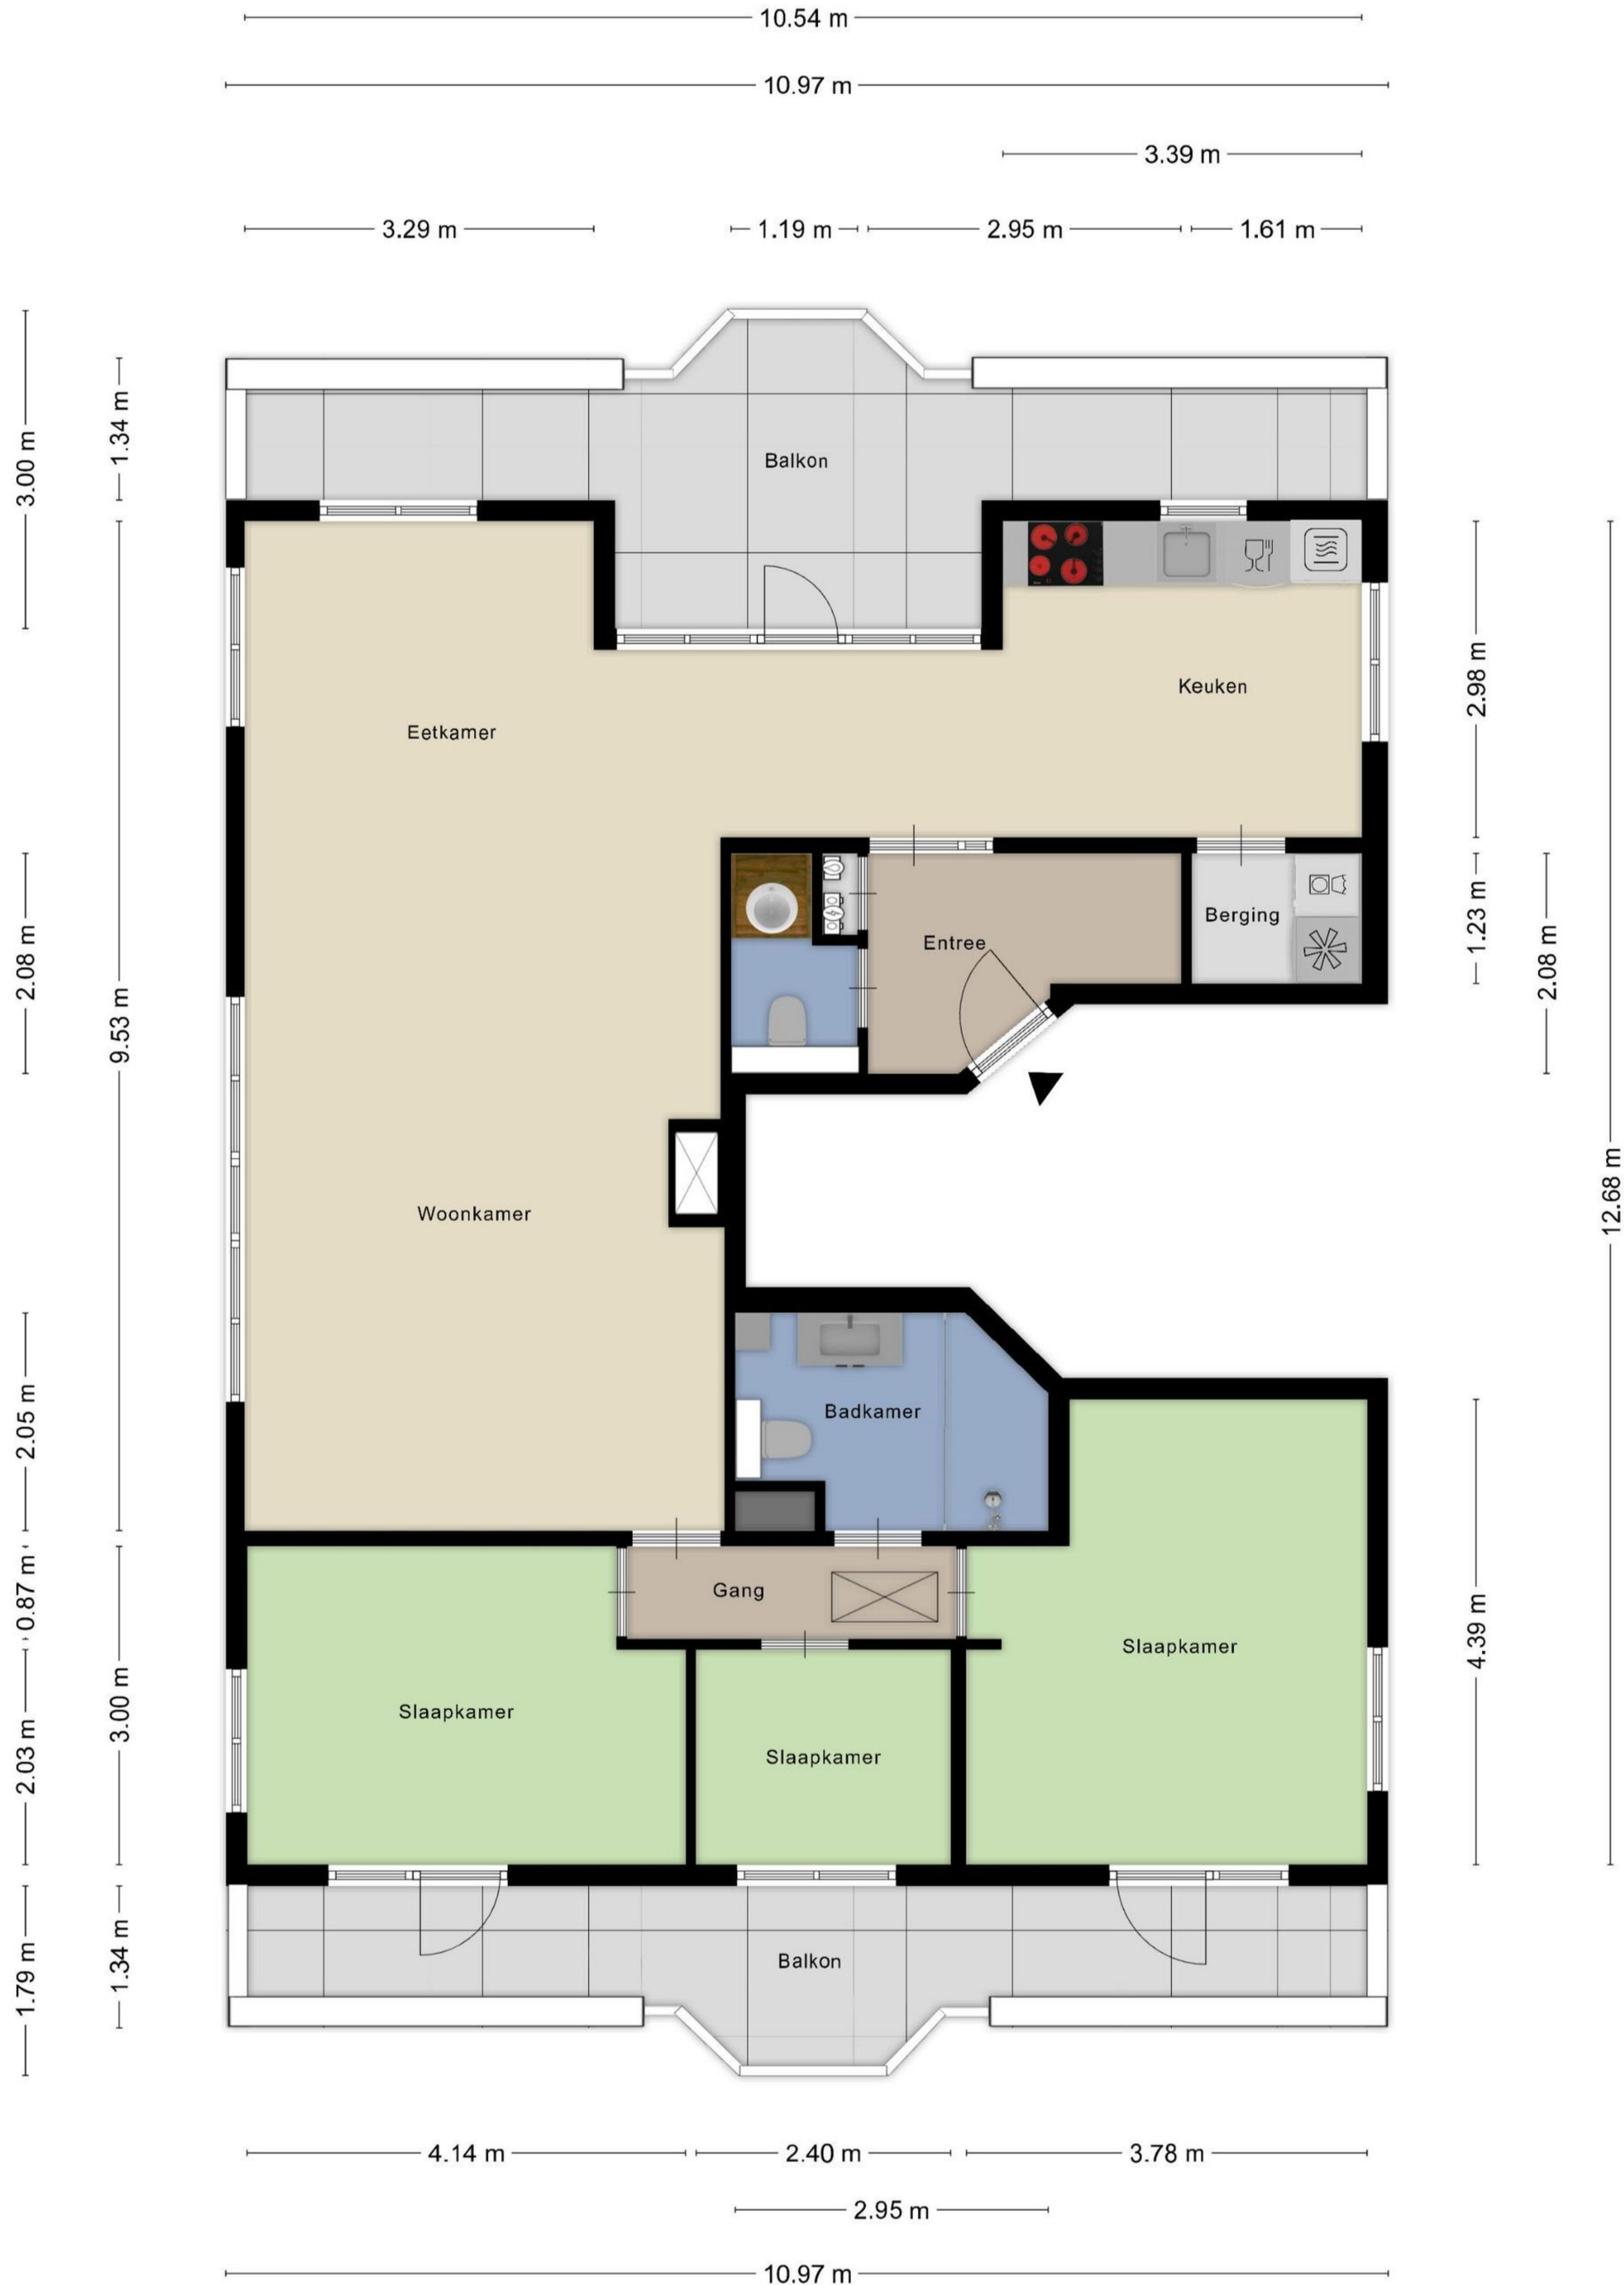 10.54 m
10.97 m
3.39 m
3.29 m
1.19 m
2.95 m
1.61 m
3.00 m
1.34 m
Balkon
Keuken
Eetkamer
2.98 m
Berging
Entree
1.23 m
2.08 m
2.08 m
9.53 m
12.68 m
Woonkamer
Badkamer
2.05 m
0.87 m
Gang
Slaapkamer
4.39 m
Slaapkamer
3.00 m
2.03 m
Slaapkamer
Balkon
1.34 m
1.79 m
4.14 m
2.40 m
3.78 m
2.95 m
10.97 m